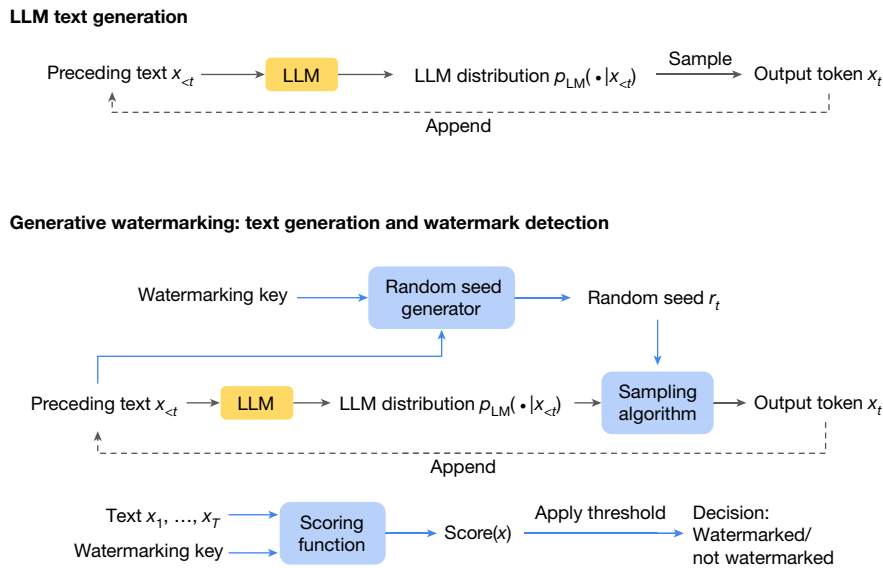 LLM text generation
Preceding text x<t
LLM
LLM distribution pLM(•|x<t)
Sample
Output token xt
Append
Generative watermarking: text generation and watermark detection
Watermarking key
Random seed
generator
Random seed rt
Preceding text x<t
LLM
LLM distribution pLM(•|x<t)
Sampling
algorithm
Output token xt
Append
Text x1, …, xT
Watermarking key
Scoring
function
Score(x)
Apply threshold
Decision:
Watermarked/
not watermarked